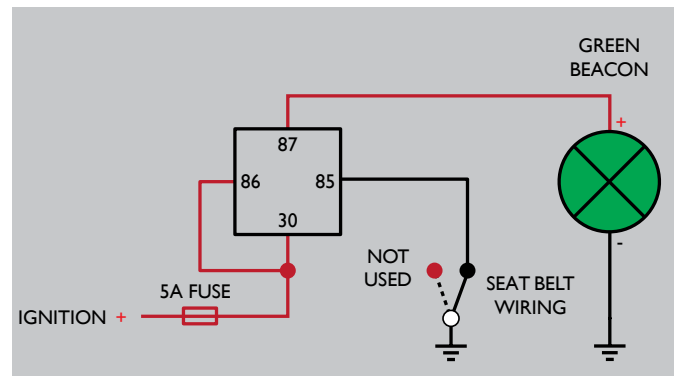 GREEN
BEACON
87
+
86
85
30
NOT
USED
5A FUSE
SEAT BELT
WIRING
IGNITION +
-